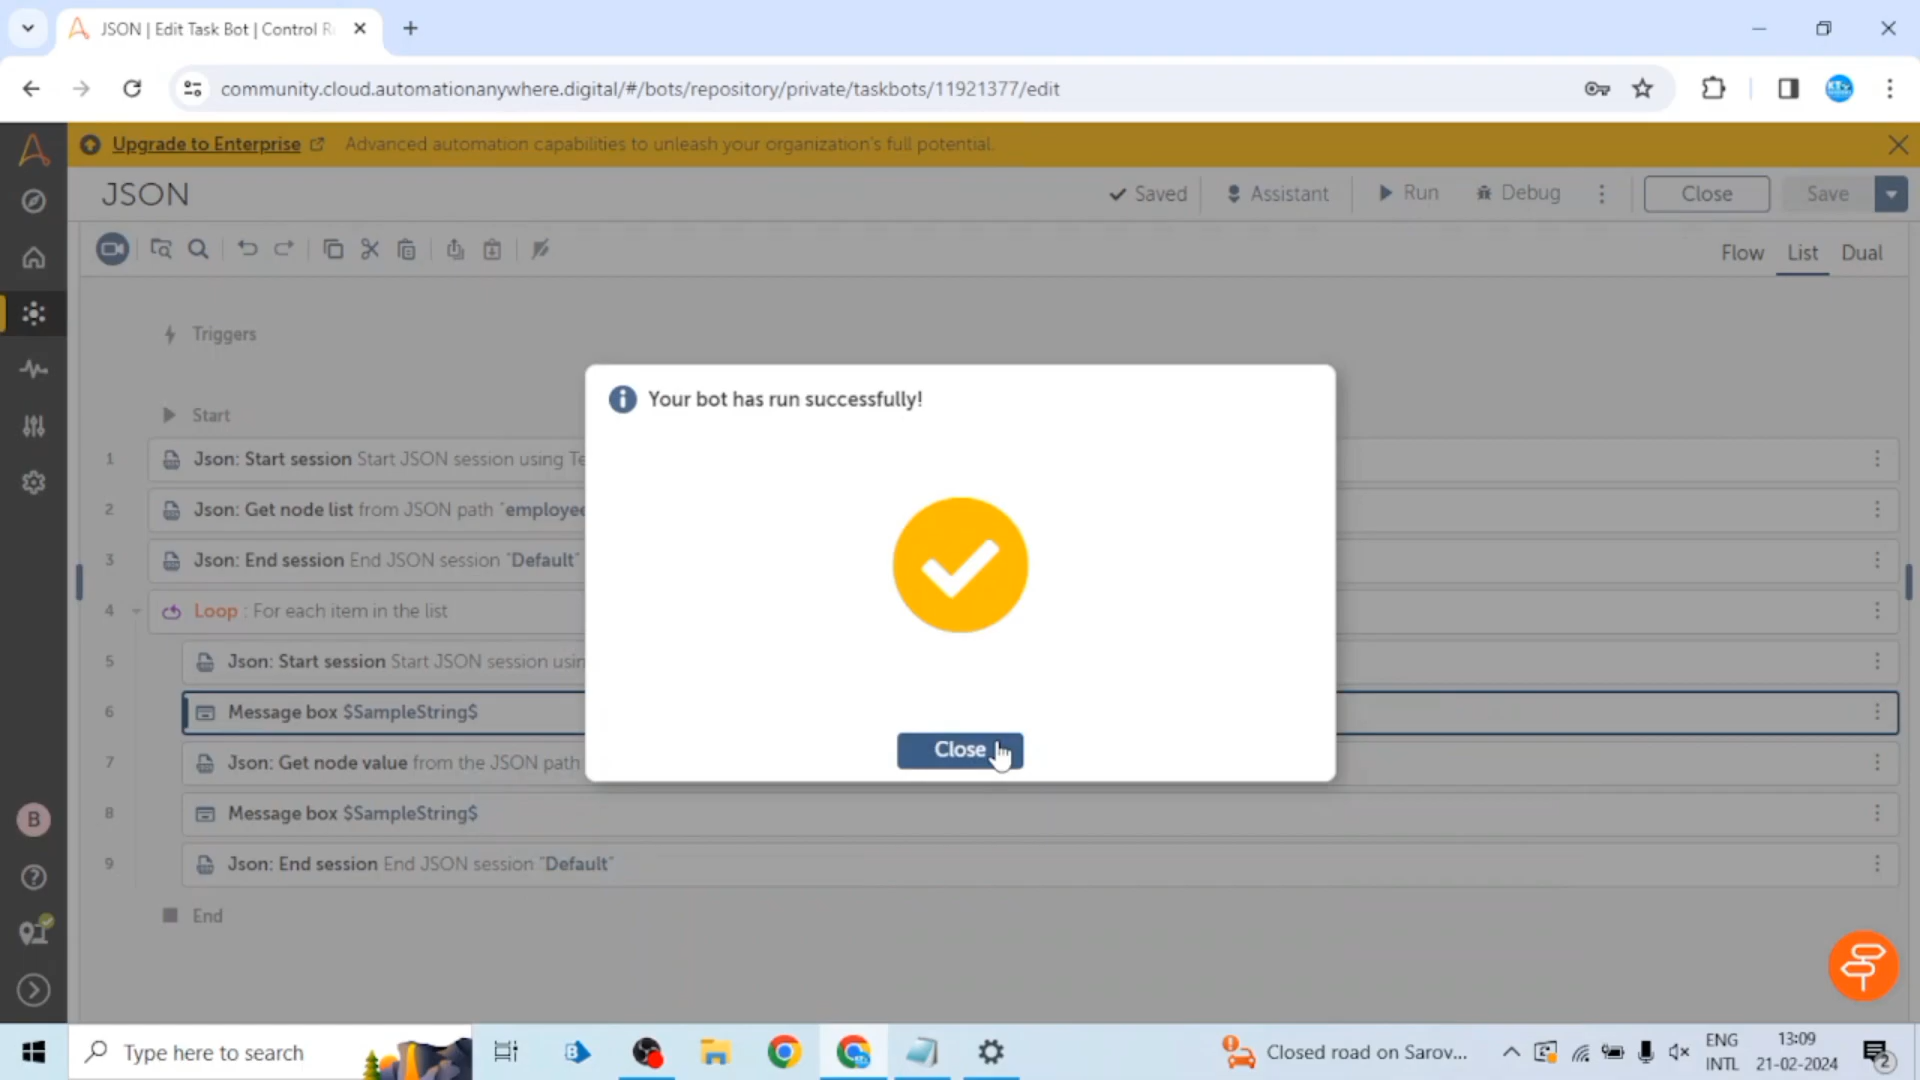 JSON | Edit Task Bot | Control R
community.cloud.automationanywhere.digital/#/bots/repository/private/taskbots/11921377/edit
Upgrade to Enterprise Advanced automation capabilities to unleash your organization's full potential.
JSON Saved Assistant Run Debug Close Save
Flow List Dual
Triggers
Your bot has run successfully!
Start
1 Json: Start session Start JSON session using Te
2 Json: Get node list from JSON path "employee
3 Json: End session End JSON session "Default"
4 Loop : For each item in the list
5 Json: Start session Start JSON session usin
6 Message box $SampleString$
Close
7 Json: Get node value from the JSON path
8 Message box $SampleString$
B
9 Json: End session End JSON session "Default"
End
Type here to search Closed road on Sarov... ENG INTL 13:09 21-02-2024 2